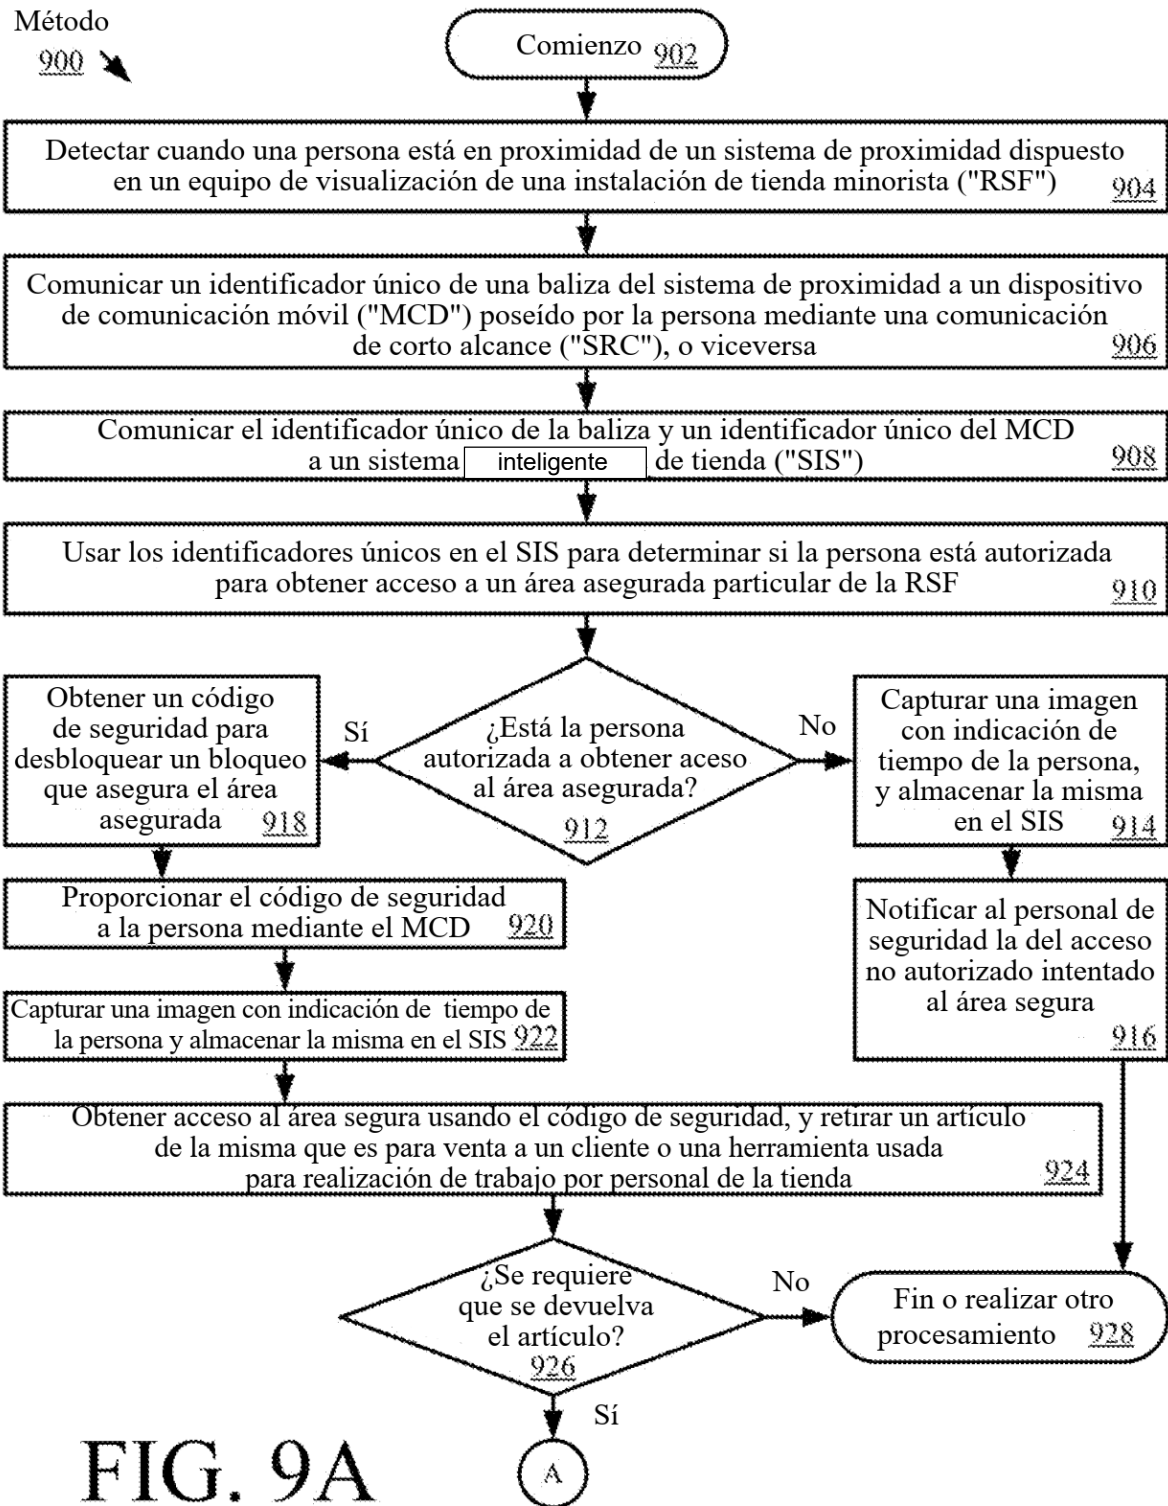 Método
900
Comienzo 902
Detectar cuando una persona está en proximidad de un sistema de proximidad dispuesto
en un equipo de visualización de una instalación de tienda minorista ("RSF") 904
Comunicar un identificador único de una baliza del sistema de proximidad a un dispositivo
de comunicación móvil ("MCD") poseído por la persona mediante una comunicación
de corto alcance ("SRC"), o viceversa 906
Comunicar el identificador único de la baliza y un identificador único del MCD
a un sistema inteligente de tienda ("SIS") 908
Usar los identificadores únicos en el SIS para determinar si la persona está autorizada
para obtener acceso a un área asegurada particular de la RSF 910
¿Está la persona
autorizada a obtener aceso
al área asegurada?
912
Sí
No
Obtener un código
de seguridad para
desbloquear un bloqueo
que asegura el área
asegurada 918
Capturar una imagen
con indicación de
tiempo de la persona,
y almacenar la misma
en el SIS 914
Proporcionar el código de seguridad
a la persona mediante el MCD 920
Notificar al personal de
seguridad la del acceso
no autorizado intentado
al área segura
916
Capturar una imagen con indicación de tiempo de
la persona y almacenar la misma en el SIS 922
Obtener acceso al área segura usando el código de seguridad, y retirar un artículo
de la misma que es para venta a un cliente o una herramienta usada
para realización de trabajo por personal de la tienda 924
¿Se requiere
que se devuelva
el artículo?
926
No
Fin o realizar otro
procesamiento 928
Sí
A
FIG. 9A